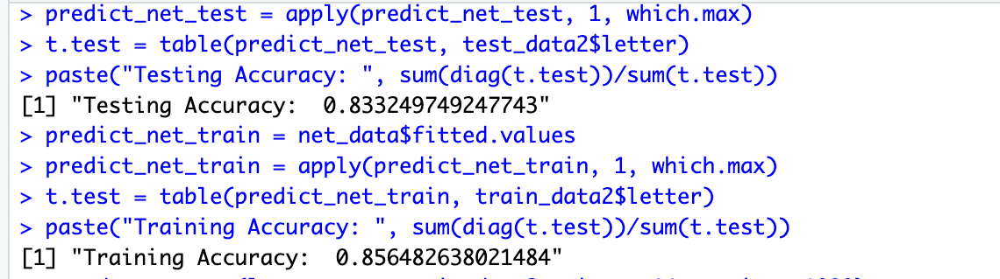 > predict_net_test = apply(predict_net_test, 1, which.max)
> t.test = table(predict_net_test, test_data2$letter)
> paste("Testing Accuracy: ", sum(diag(t.test))/sum(t.test))
[1] "Testing Accuracy:  0.833249749247743"
> predict_net_train = net_data$fitted.values
> predict_net_train = apply(predict_net_train, 1, which.max)
> t.test = table(predict_net_train, train_data2$letter)
> paste("Training Accuracy: ", sum(diag(t.test))/sum(t.test))
[1] "Training Accuracy:  0.856482638021484"